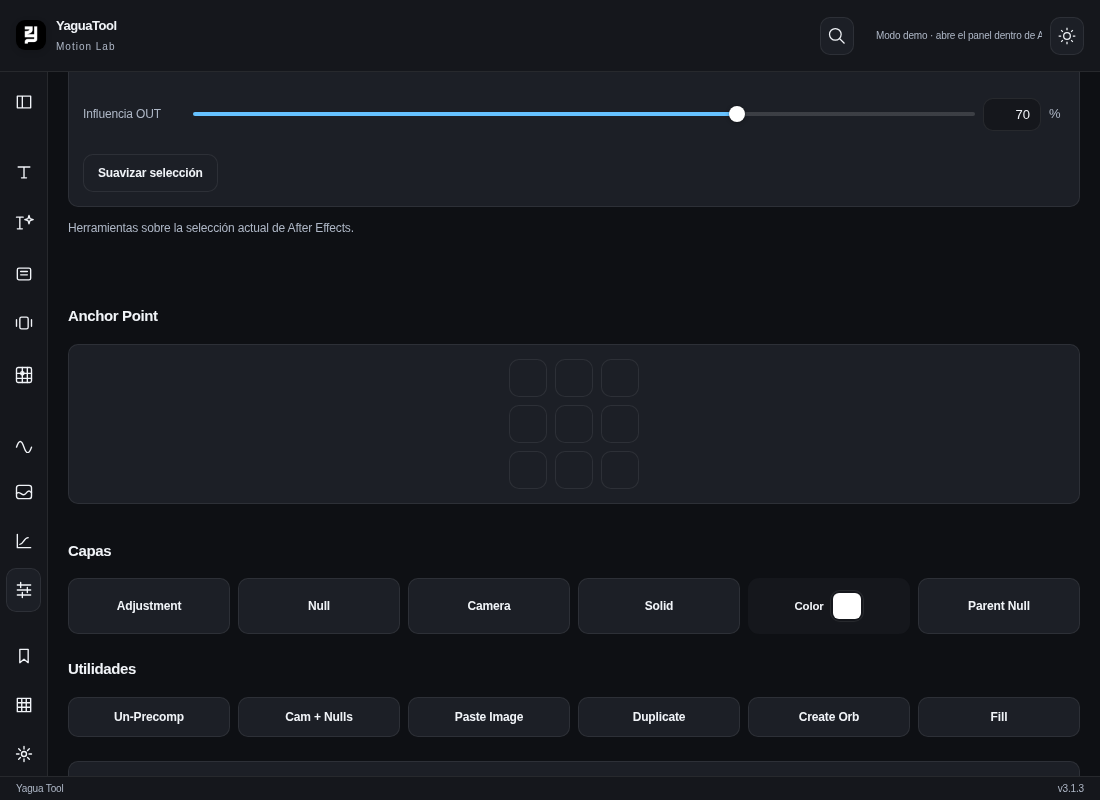 YaguaTool
Motion Lab
Modo demo · abre el panel dentro de A
Influencia OUT
70
%
Suavizar selección
Herramientas sobre la selección actual de After Effects.
Anchor Point
Capas
Adjustment
Null
Camera
Solid
Color
Parent Null
Utilidades
Un-Precomp
Cam + Nulls
Paste Image
Duplicate
Create Orb
Fill
Yagua Tool
v3.1.3